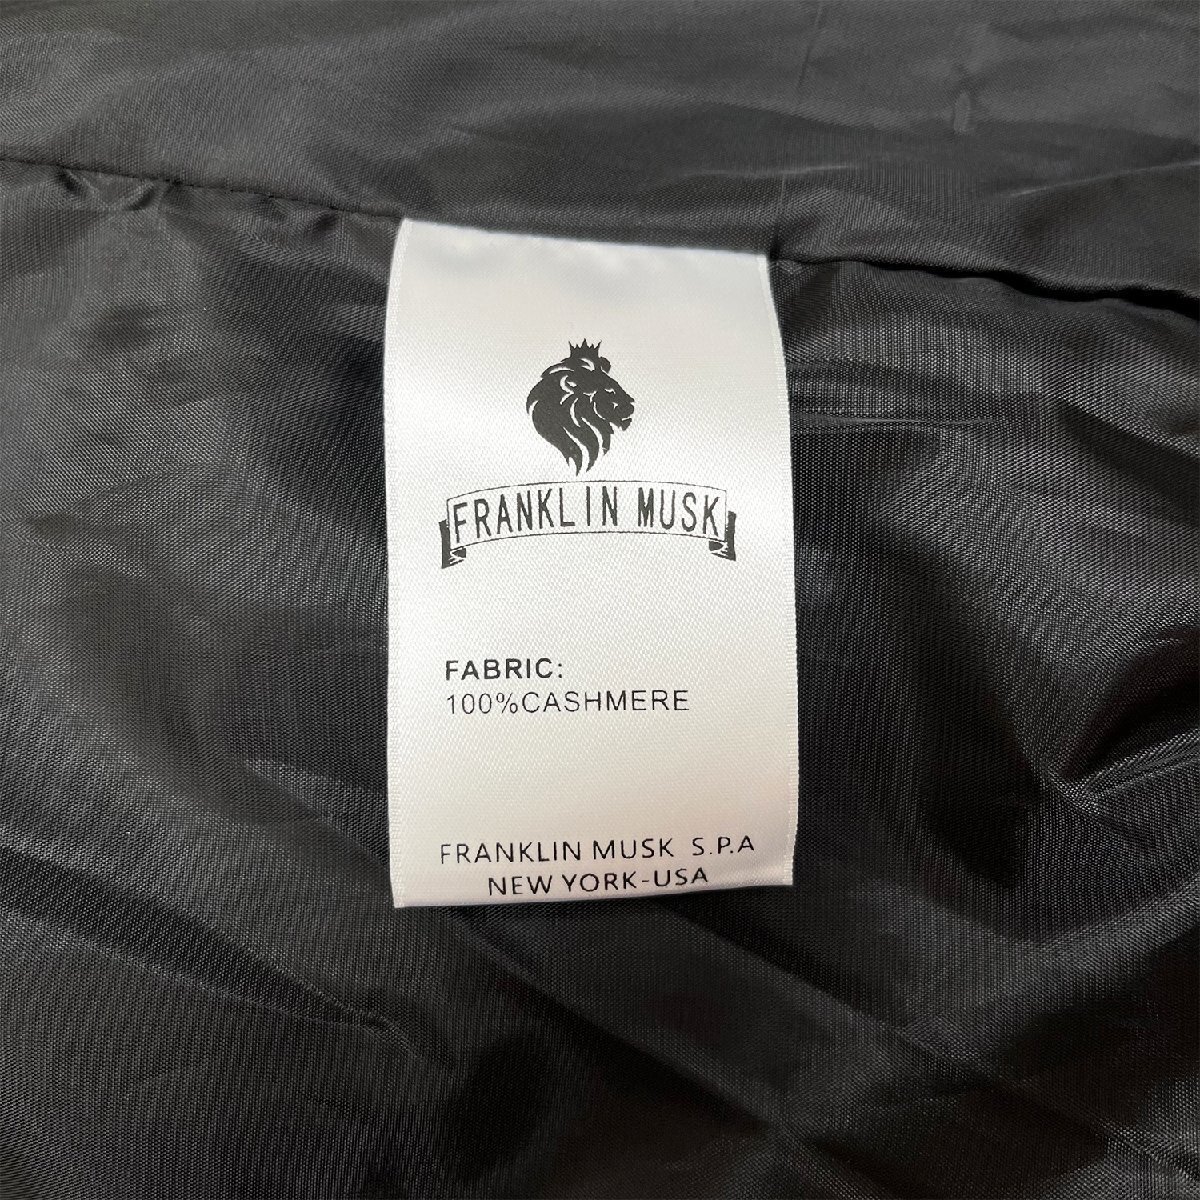 FRANKLIN MUSK
FABRIC:
100%CASHMERE
FRANKLIN MUSK S.P.A
NEW YORK-USA